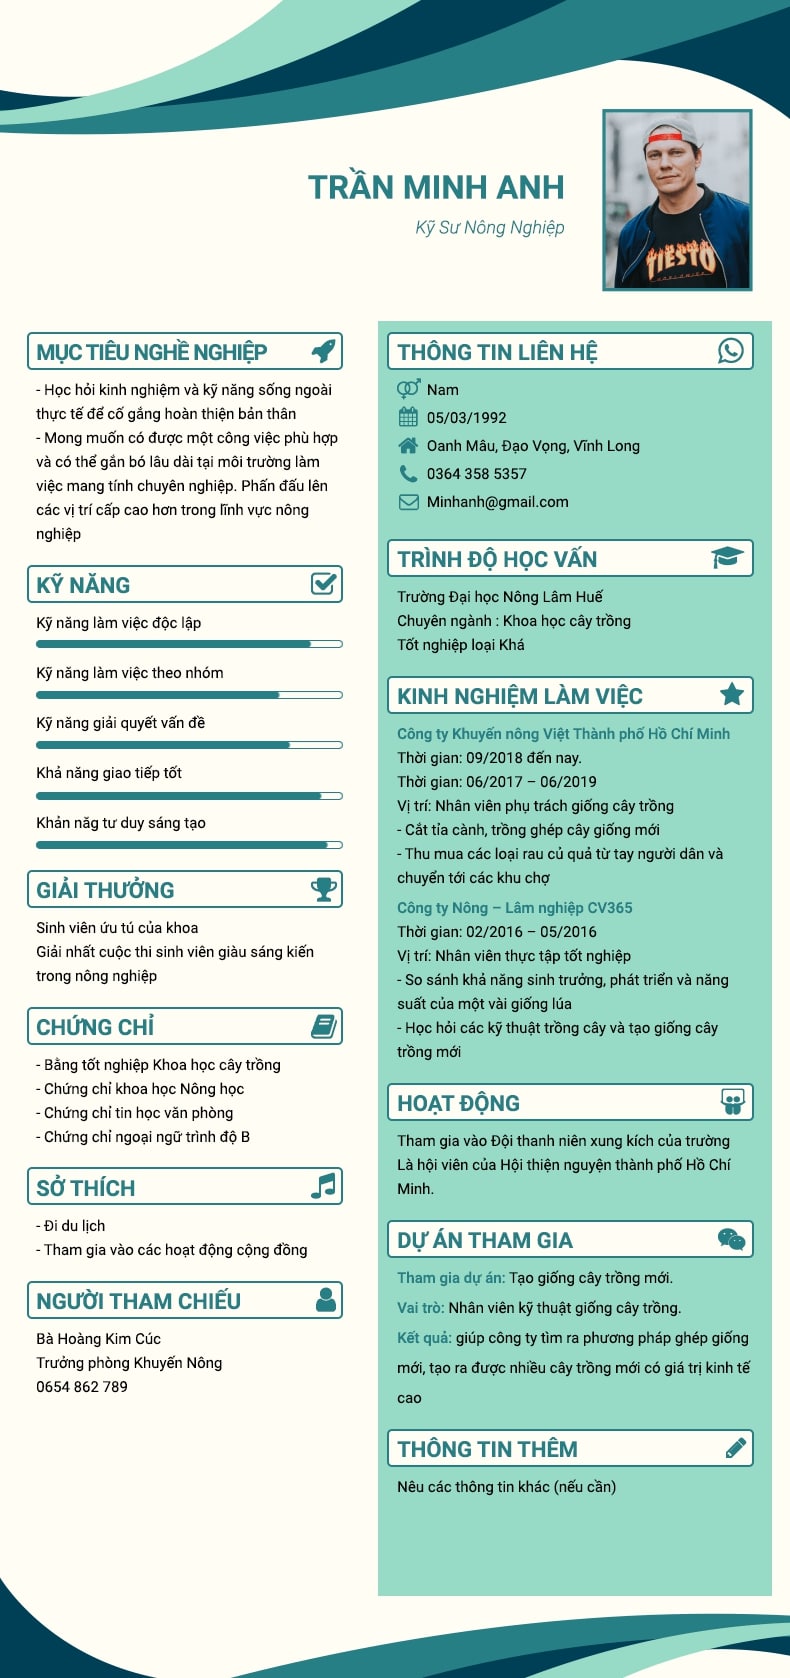 TRẦN MINH ANH
Kỹ Sư Nông Nghiệp
TIËSTO
MỤC TIÊU NGHỀ NGHIỆP
- Học hỏi kinh nghiệm và kỹ năng sống ngoài
thực tế để cố gắng hoàn thiện bản thân
- Mong muốn có được một công việc phù hợp
và có thể gắn bó lâu dài tại môi trường làm
việc mang tính chuyên nghiệp. Phấn đấu lên
các vị trí cấp cao hơn trong lĩnh vực nông
nghiệp
KỸ NĂNG
Kỹ năng làm việc độc lập
Kỹ năng làm việc theo nhóm
Kỹ năng giải quyết vấn đề
Khả năng giao tiếp tốt
Khản năg tư duy sáng tạo
GIẢI THƯỞNG
Sinh viên ứu tú của khoa
Giải nhất cuộc thi sinh viên giàu sáng kiến
trong nông nghiệp
CHỨNG CHỈ
- Bằng tốt nghiệp Khoa học cây trồng
- Chứng chỉ khoa học Nông học
- Chứng chỉ tin học văn phòng
- Chứng chỉ ngoại ngữ trình độ B
SỞ THÍCH
- Đi du lịch
- Tham gia vào các hoạt động cộng đồng
NGƯỜI THAM CHIẾU
Bà Hoàng Kim Cúc
Trưởng phòng Khuyến Nông
0654 862 789
THÔNG TIN LIÊN HỆ
Nam
05/03/1992
Oanh Mâu, Đạo Vọng, Vĩnh Long
0364 358 5357
Minhanh@gmail.com
TRÌNH ĐỘ HỌC VẤN
Trường Đại học Nông Lâm Huế
Chuyên ngành : Khoa học cây trồng
Tốt nghiệp loại Khá
KINH NGHIỆM LÀM VIỆC
Công ty Khuyến nông Việt Thành phố Hồ Chí Minh
Thời gian: 09/2018 đến nay.
Thời gian: 06/2017 – 06/2019
Vị trí: Nhân viên phụ trách giống cây trồng
- Cắt tỉa cành, trồng ghép cây giống mới
- Thu mua các loại rau củ quả từ tay người dân và
chuyển tới các khu chợ
Công ty Nông – Lâm nghiệp CV365
Thời gian: 02/2016 – 05/2016
Vị trí: Nhân viên thực tập tốt nghiệp
- So sánh khả năng sinh trưởng, phát triển và năng
suất của một vài giống lúa
- Học hỏi các kỹ thuật trồng cây và tạo giống cây
trồng mới
HOẠT ĐỘNG
Tham gia vào Đội thanh niên xung kích của trường
Là hội viên của Hội thiện nguyện thành phố Hồ Chí
Minh.
DỰ ÁN THAM GIA
Tham gia dự án: Tạo giống cây trồng mới.
Vai trò: Nhân viên kỹ thuật giống cây trồng.
Kết quả: giúp công ty tìm ra phương pháp ghép giống
mới, tạo ra được nhiều cây trồng mới có giá trị kinh tế
cao
THÔNG TIN THÊM
Nêu các thông tin khác (nếu cần)